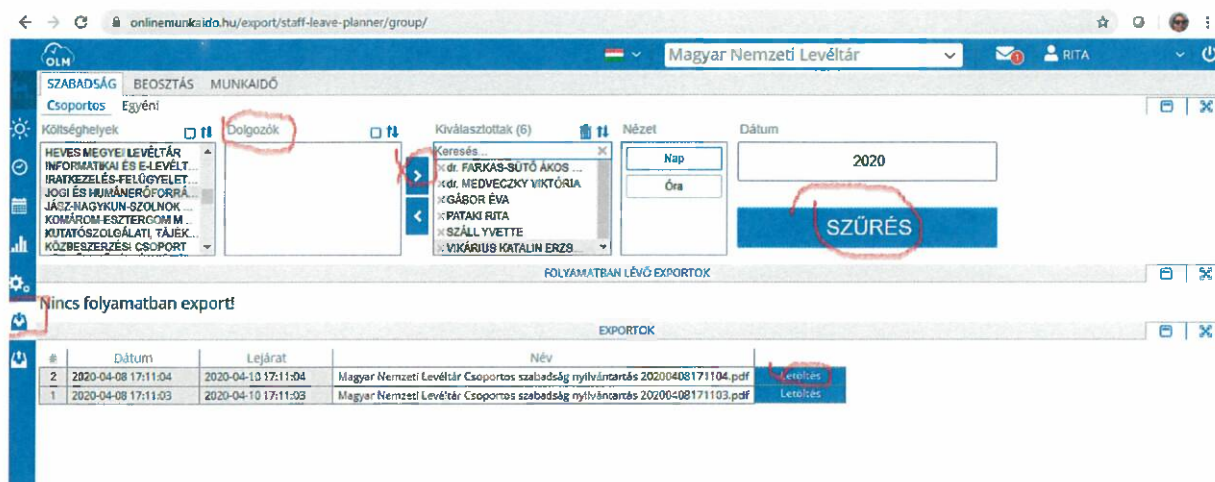 onlinemunkaido.hu/export/staff-leave-planner/group/
OLM
Magyar Nemzeti Levéltár
1
RITA
SZABADSÁG BEOSZTÁS MUNKAIDŐ
Csoportos Egyéni
Költséghelyek
Dolgozók
Kiválasztottak (6)
Nézet
Dátum
HEVES MEGYEI LEVÉLTÁR
INFORMATIKAI ÉS E-LEVÉLT...
IRATKEZELÉS-FELÜGYELET...
JOGI ÉS HUMÁNERŐFORRÁ...
JÁSZ-NAGYKUN-SZOLNOK ...
KOMÁROM-ESZTERGOM M...
KUTATÓSZOLGÁLATI, TÁJÉK...
KÖZBESZERZÉSI CSOPORT
Keresés...
dr. FARKAS-SÜTŐ ÁKOS ...
dr. MEDVECZKY VIKTÓRIA
GÁBOR ÉVA
PATAKI RITA
SZÁLL YVETTE
VIKÁRIUS KATALIN ERZS...
Nap
Óra
2020
SZŰRÉS
FOLYAMATBAN LÉVŐ EXPORTOK
Nincs folyamatban export!
EXPORTOK
# Dátum Lejárat Név
2 2020-04-08 17:11:04 2020-04-10 17:11:04 Magyar Nemzeti Levéltár Csoportos szabadság nyilvántartás 20200408171104.pdf Letöltés
1 2020-04-08 17:11:03 2020-04-10 17:11:03 Magyar Nemzeti Levéltár Csoportos szabadság nyilvántartás 20200408171103.pdf Letöltés